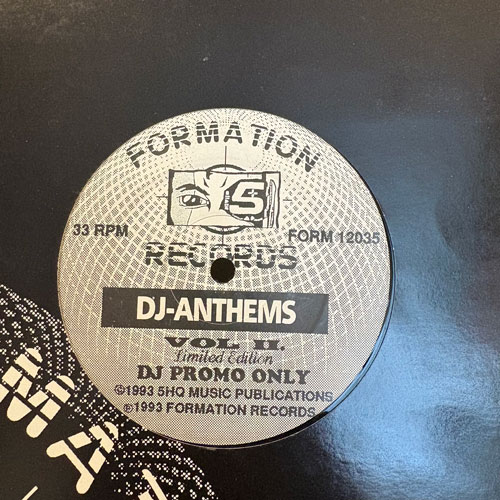 FORMATION
5
33 RPM
FORM 12035
RECORDS
DJ-ANTHEMS
VOL II.
Limited Edition
DJ PROMO ONLY
©1993 5HQ MUSIC PUBLICATIONS
℗1993 FORMATION RECORDS
MA